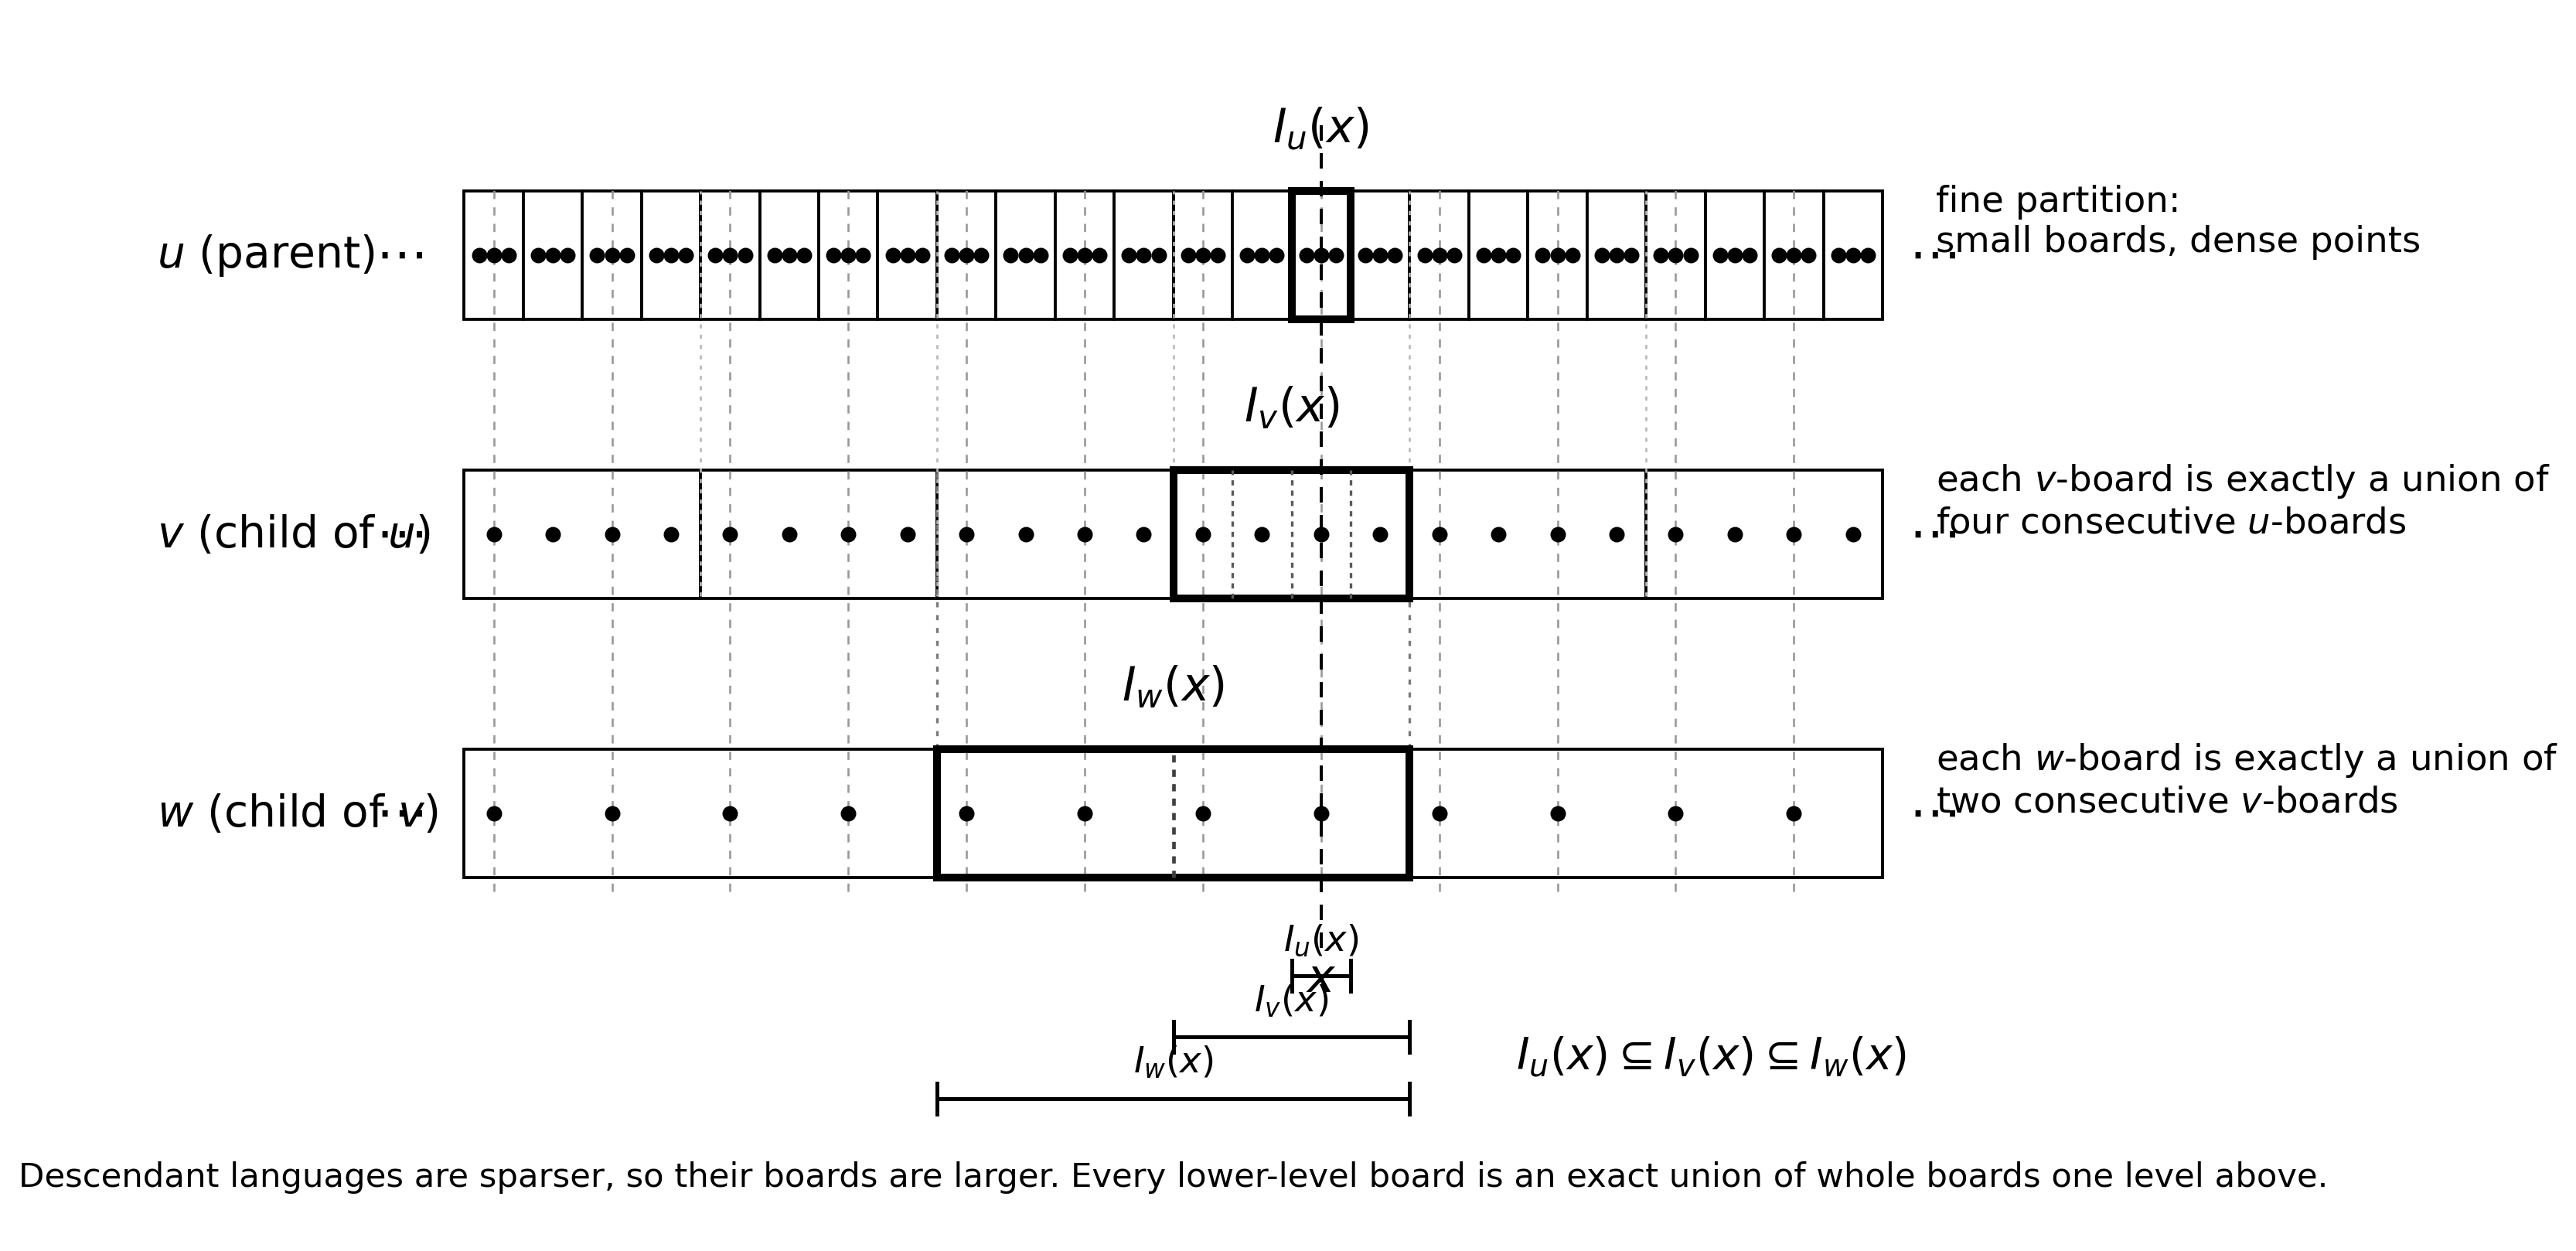 I_u(x)
u (parent)
⋯
⋯
fine partition:
small boards, dense points
I_v(x)
v (child of u)
⋯
⋯
each v-board is exactly a union of
four consecutive u-boards
I_w(x)
w (child of v)
⋯
⋯
each w-board is exactly a union of
two consecutive v-boards
I_u(x)
x
I_v(x)
I_w(x)
I_u(x) ⊆ I_v(x) ⊆ I_w(x)
Descendant languages are sparser, so their boards are larger. Every lower-level board is an exact union of whole boards one level above.